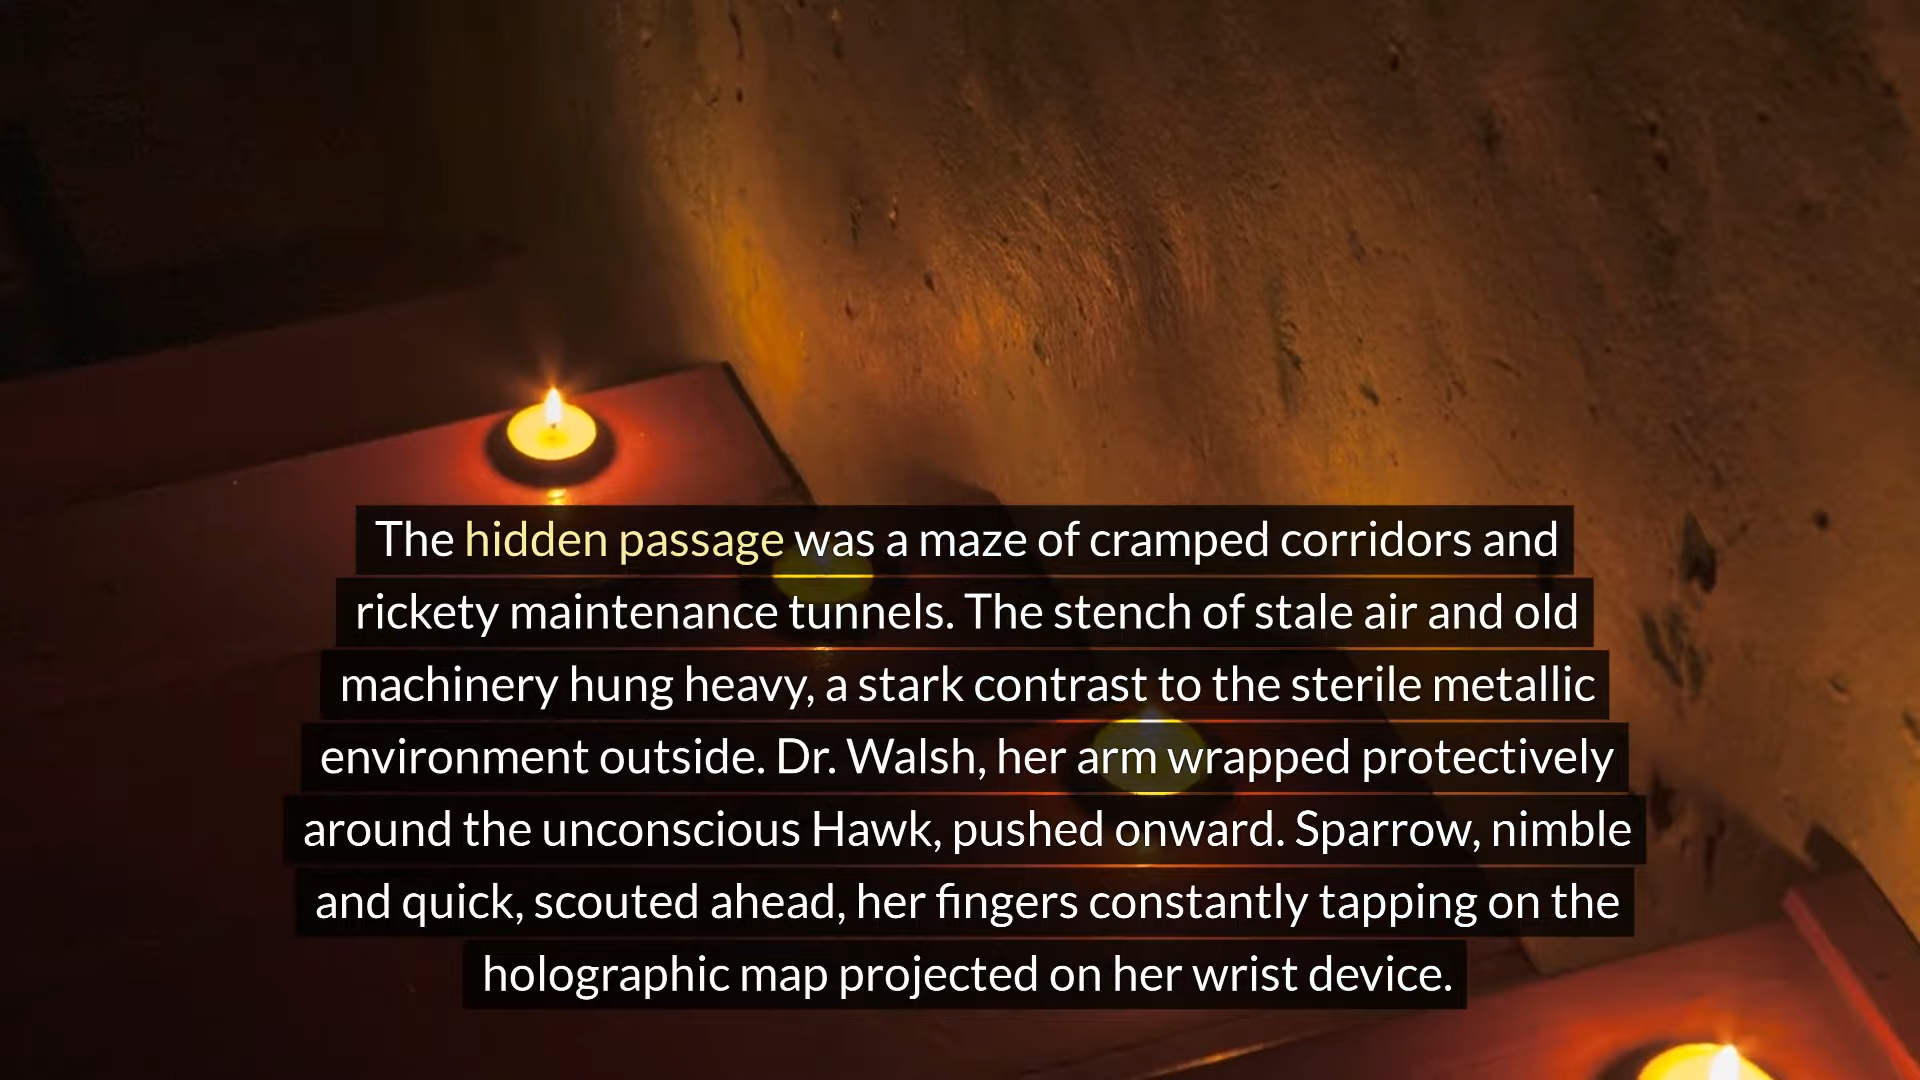 The hidden passage was a maze of cramped corridors and
rickety maintenance tunnels. The stench of stale air and old
machinery hung heavy, a stark contrast to the sterile metallic
environment outside. Dr. Walsh, her arm wrapped protectively
around the unconscious Hawk, pushed onward. Sparrow, nimble
and quick, scouted ahead, her fingers constantly tapping on the
holographic map projected on her wrist device.